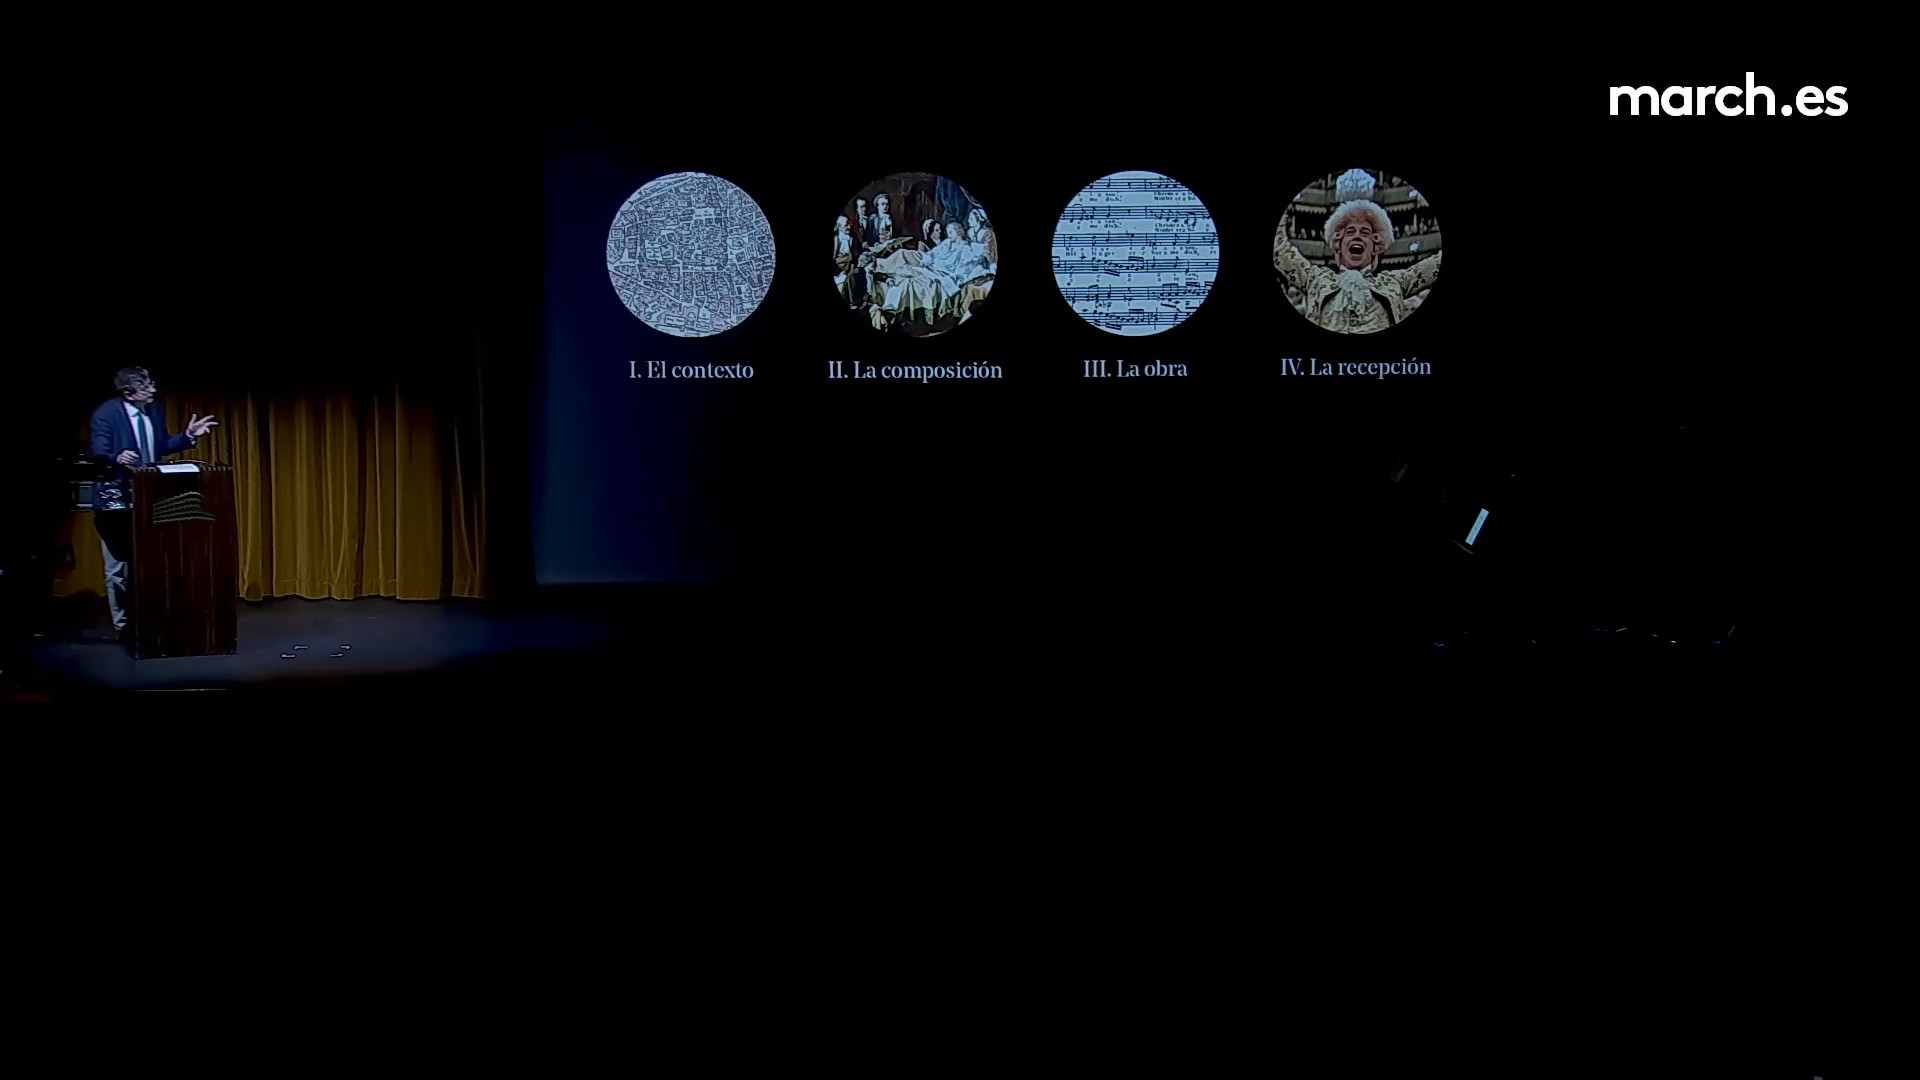 march.es
I. El contexto
II. La composición
III. La obra
IV. La recepción